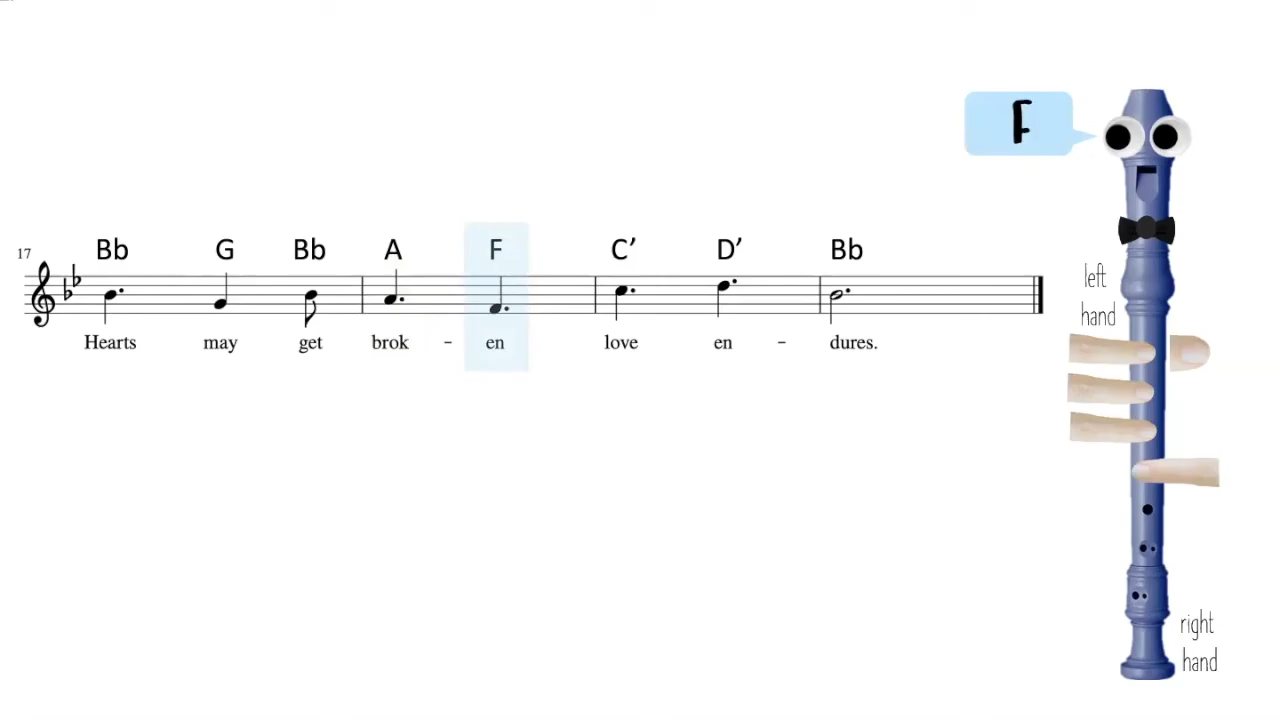 F
17 Bb G Bb A F C’ D’ Bb
Hearts may get brok - en love en - dures.
left
hand
right
hand